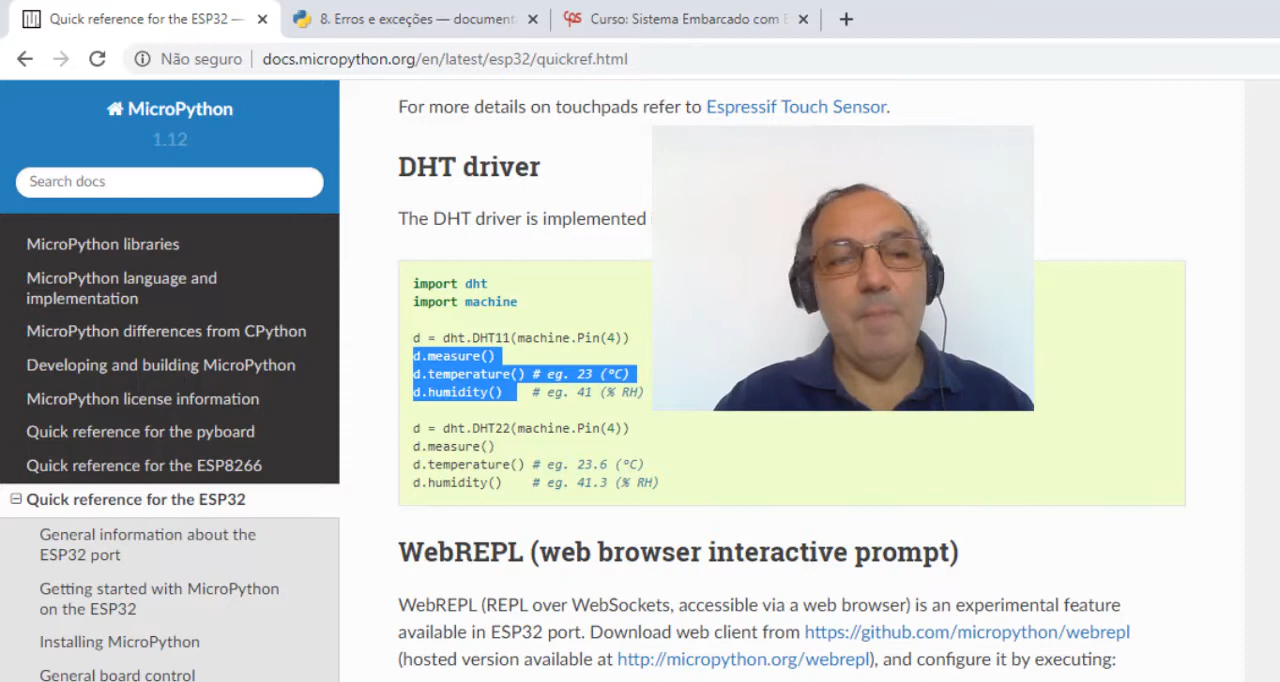 Quick reference for the ESP32 —
8. Erros e exceções — document
cps Curso: Sistema Embarcado com E
Não seguro docs.micropython.org/en/latest/esp32/quickref.html
MicroPython
1.12
Search docs
MicroPython libraries
MicroPython language and
implementation
MicroPython differences from CPython
Developing and building MicroPython
MicroPython license information
Quick reference for the pyboard
Quick reference for the ESP8266
Quick reference for the ESP32
General information about the
ESP32 port
Getting started with MicroPython
on the ESP32
Installing MicroPython
General board control
For more details on touchpads refer to Espressif Touch Sensor.
DHT driver
The DHT driver is implemented
import dht
import machine
d = dht.DHT11(machine.Pin(4))
d.measure()
d.temperature() # eg. 23 (°C)
d.humidity() # eg. 41 (% RH)
d = dht.DHT22(machine.Pin(4))
d.measure()
d.temperature() # eg. 23.6 (°C)
d.humidity() # eg. 41.3 (% RH)
WebREPL (web browser interactive prompt)
WebREPL (REPL over WebSockets, accessible via a web browser) is an experimental feature
available in ESP32 port. Download web client from https://github.com/micropython/webrepl
(hosted version available at http://micropython.org/webrepl), and configure it by executing: